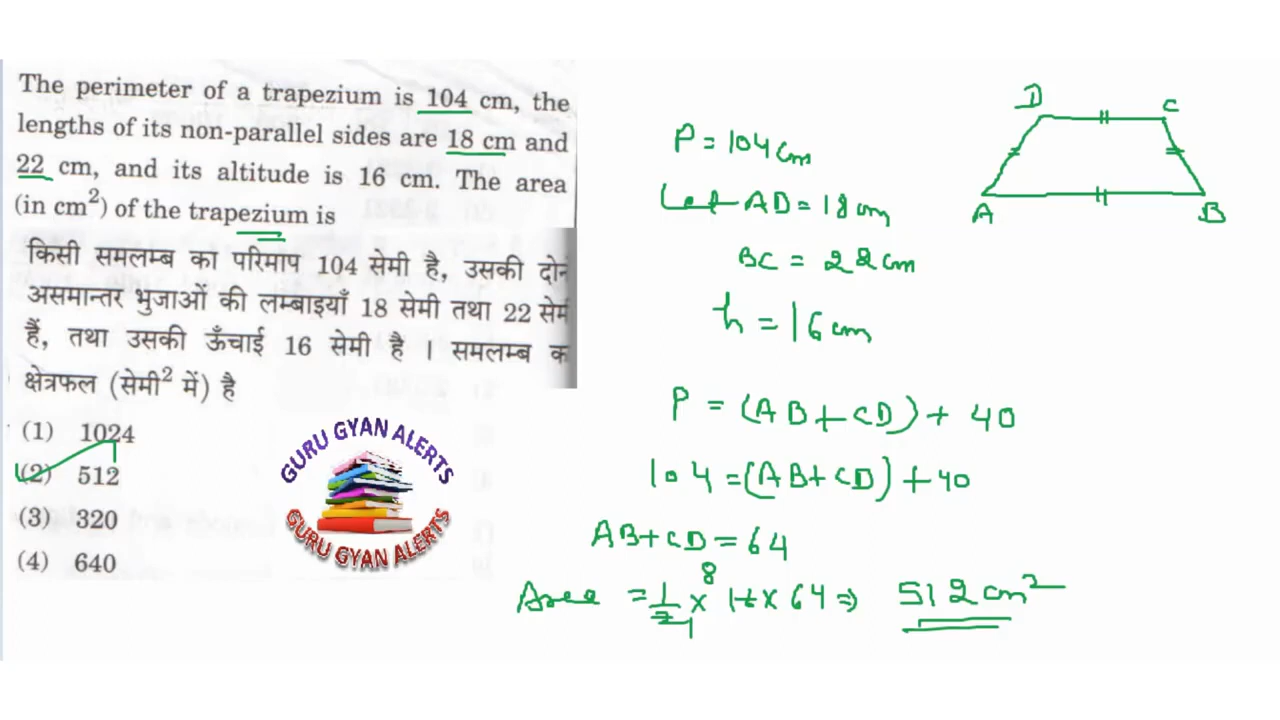 The perimeter of a trapezium is 104 cm, the
lengths of its non-parallel sides are 18 cm and
22 cm, and its altitude is 16 cm. The area
(in cm²) of the trapezium is
किसी समलम्ब का परिमाप 104 सेमी है, उसकी
असमान्तर भुजाओं की लम्बाइयाँ 18 सेमी तथा 22
हैं, तथा उसकी ऊँचाई 16 सेमी है । समलम्ब
क्षेत्रफल (सेमी² में) है
(1) 1024
(2) 512
(3) 320
(4) 640
GURU GYAN ALERTS
GURU GYAN ALERTS
P = 104 cm
Let AD = 18 cm
BC = 22 cm
h = 16 cm
D C
A B
P = (AB + CD) + 40
104 = (AB + CD) + 40
AB + CD = 64
Area = 1/2 × 16 × 64 ⇒ 512 cm²
8
1